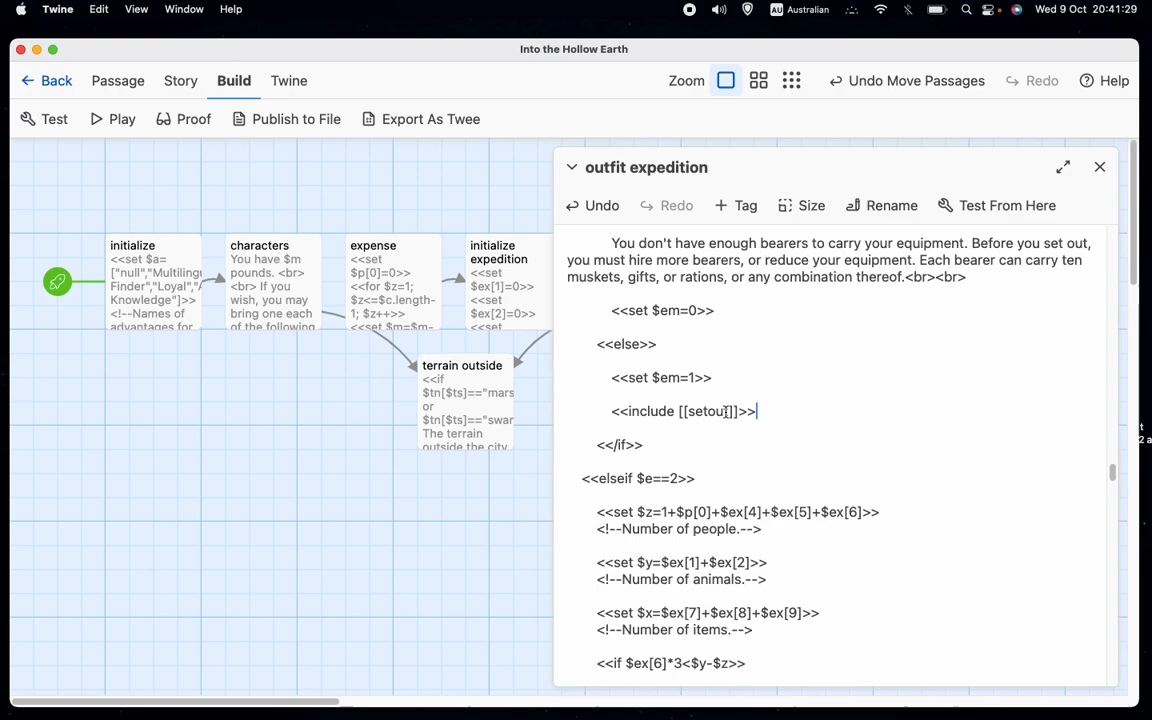 Twine Edit View Window Help AU Australian Wed 9 Oct 20:41:29
Into the Hollow Earth
Back Passage Story Build Twine Zoom Undo Move Passages Redo Help
Test Play Proof Publish to File Export As Twee
initialize
<<set $a=
["null","Multilingu
Finder","Loyal","A
Knowledge"]>>
<!--Names of
advantages for
characters
You have $m
pounds. <br>
<br> If you
wish, you may
bring one each
of the following
expense
<<set
$p[0]=0>>
<<for $z=1;
$z<=$c.length-
1; $z++>>
<<set $m=$m-
initialize
expedition
<<set
$ex[1]=0>>
<<set
$ex[2]=0>>
<<set
terrain outside
<<if
$tn[$ts]=="mars
or
$tn[$ts]=="swar
The terrain
outside the city
outfit expedition
Undo Redo Tag Size Rename Test From Here
You don't have enough bearers to carry your equipment. Before you set out,
you must hire more bearers, or reduce your equipment. Each bearer can carry ten
muskets, gifts, or rations, or any combination thereof.<br><br>
<<set $em=0>>
<<else>>
<<set $em=1>>
<<include [[setout]]>>
<</if>>
<<elseif $e==2>>
<<set $z=1+$p[0]+$ex[4]+$ex[5]+$ex[6]>>
<!--Number of people.-->
<<set $y=$ex[1]+$ex[2]>>
<!--Number of animals.-->
<<set $x=$ex[7]+$ex[8]+$ex[9]>>
<!--Number of items.-->
<<if $ex[6]*3<$y-$z>>